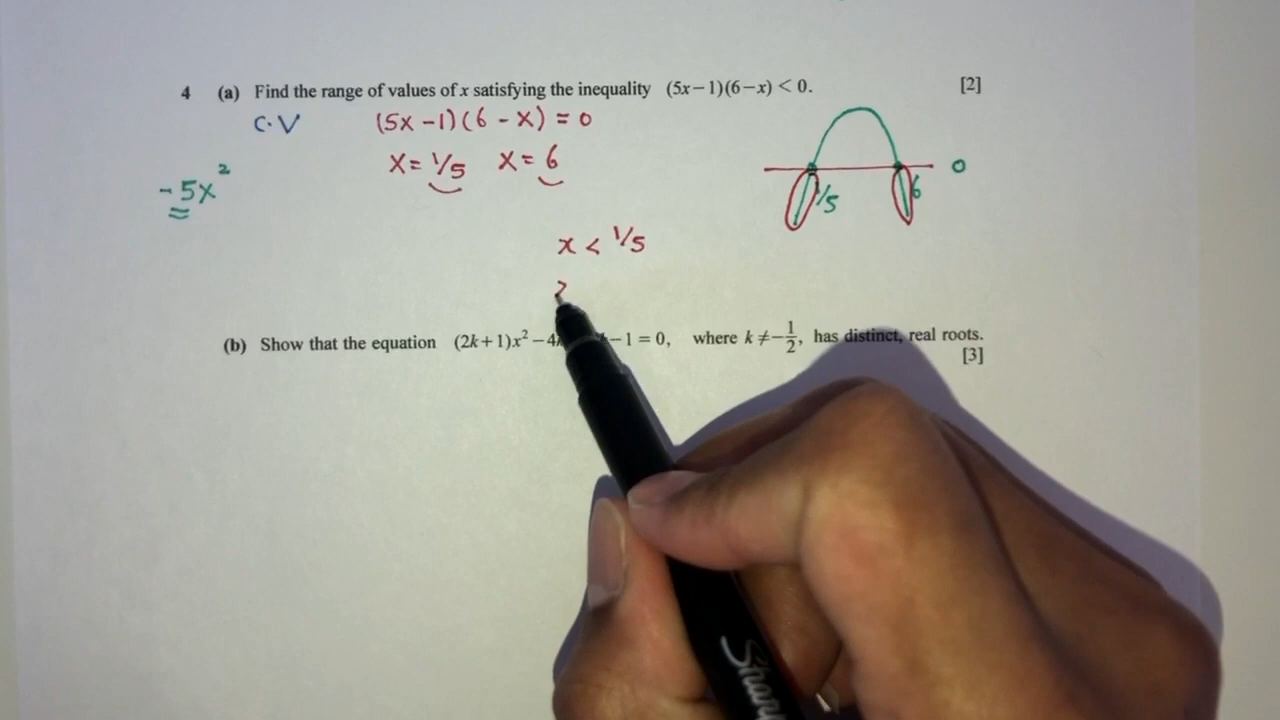 4 (a) Find the range of values of x satisfying the inequality (5x−1)(6−x) < 0. [2]
C.V (5x −1)(6 − x) = 0
x = 1/5 x = 6
−5x²
0
1/5 6
x < 1/5
(b) Show that the equation (2k+1)x² −4 −1 = 0, where k ≠ −1/2, has distinct, real roots.
[3]
Shar